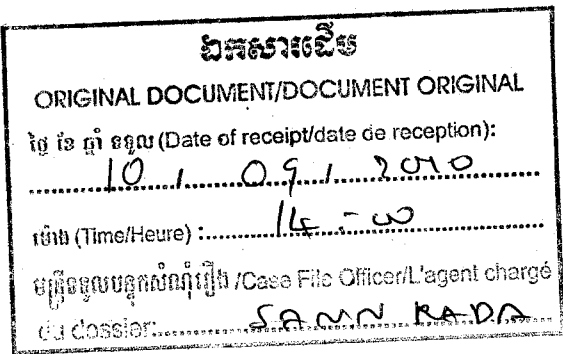 ឯកសារដើម
ORIGINAL DOCUMENT/DOCUMENT ORIGINAL
ថ្ងៃ ខែ ឆ្នាំ ទទួល (Date of receipt/date de reception):
10 / 09 / 2010
ម៉ោង (Time/Heure) : 14:00
មន្ត្រីទទួលបន្ទុកសំណុំរឿង /Case File Officer/L'agent chargé
du dossier: SANN RADA